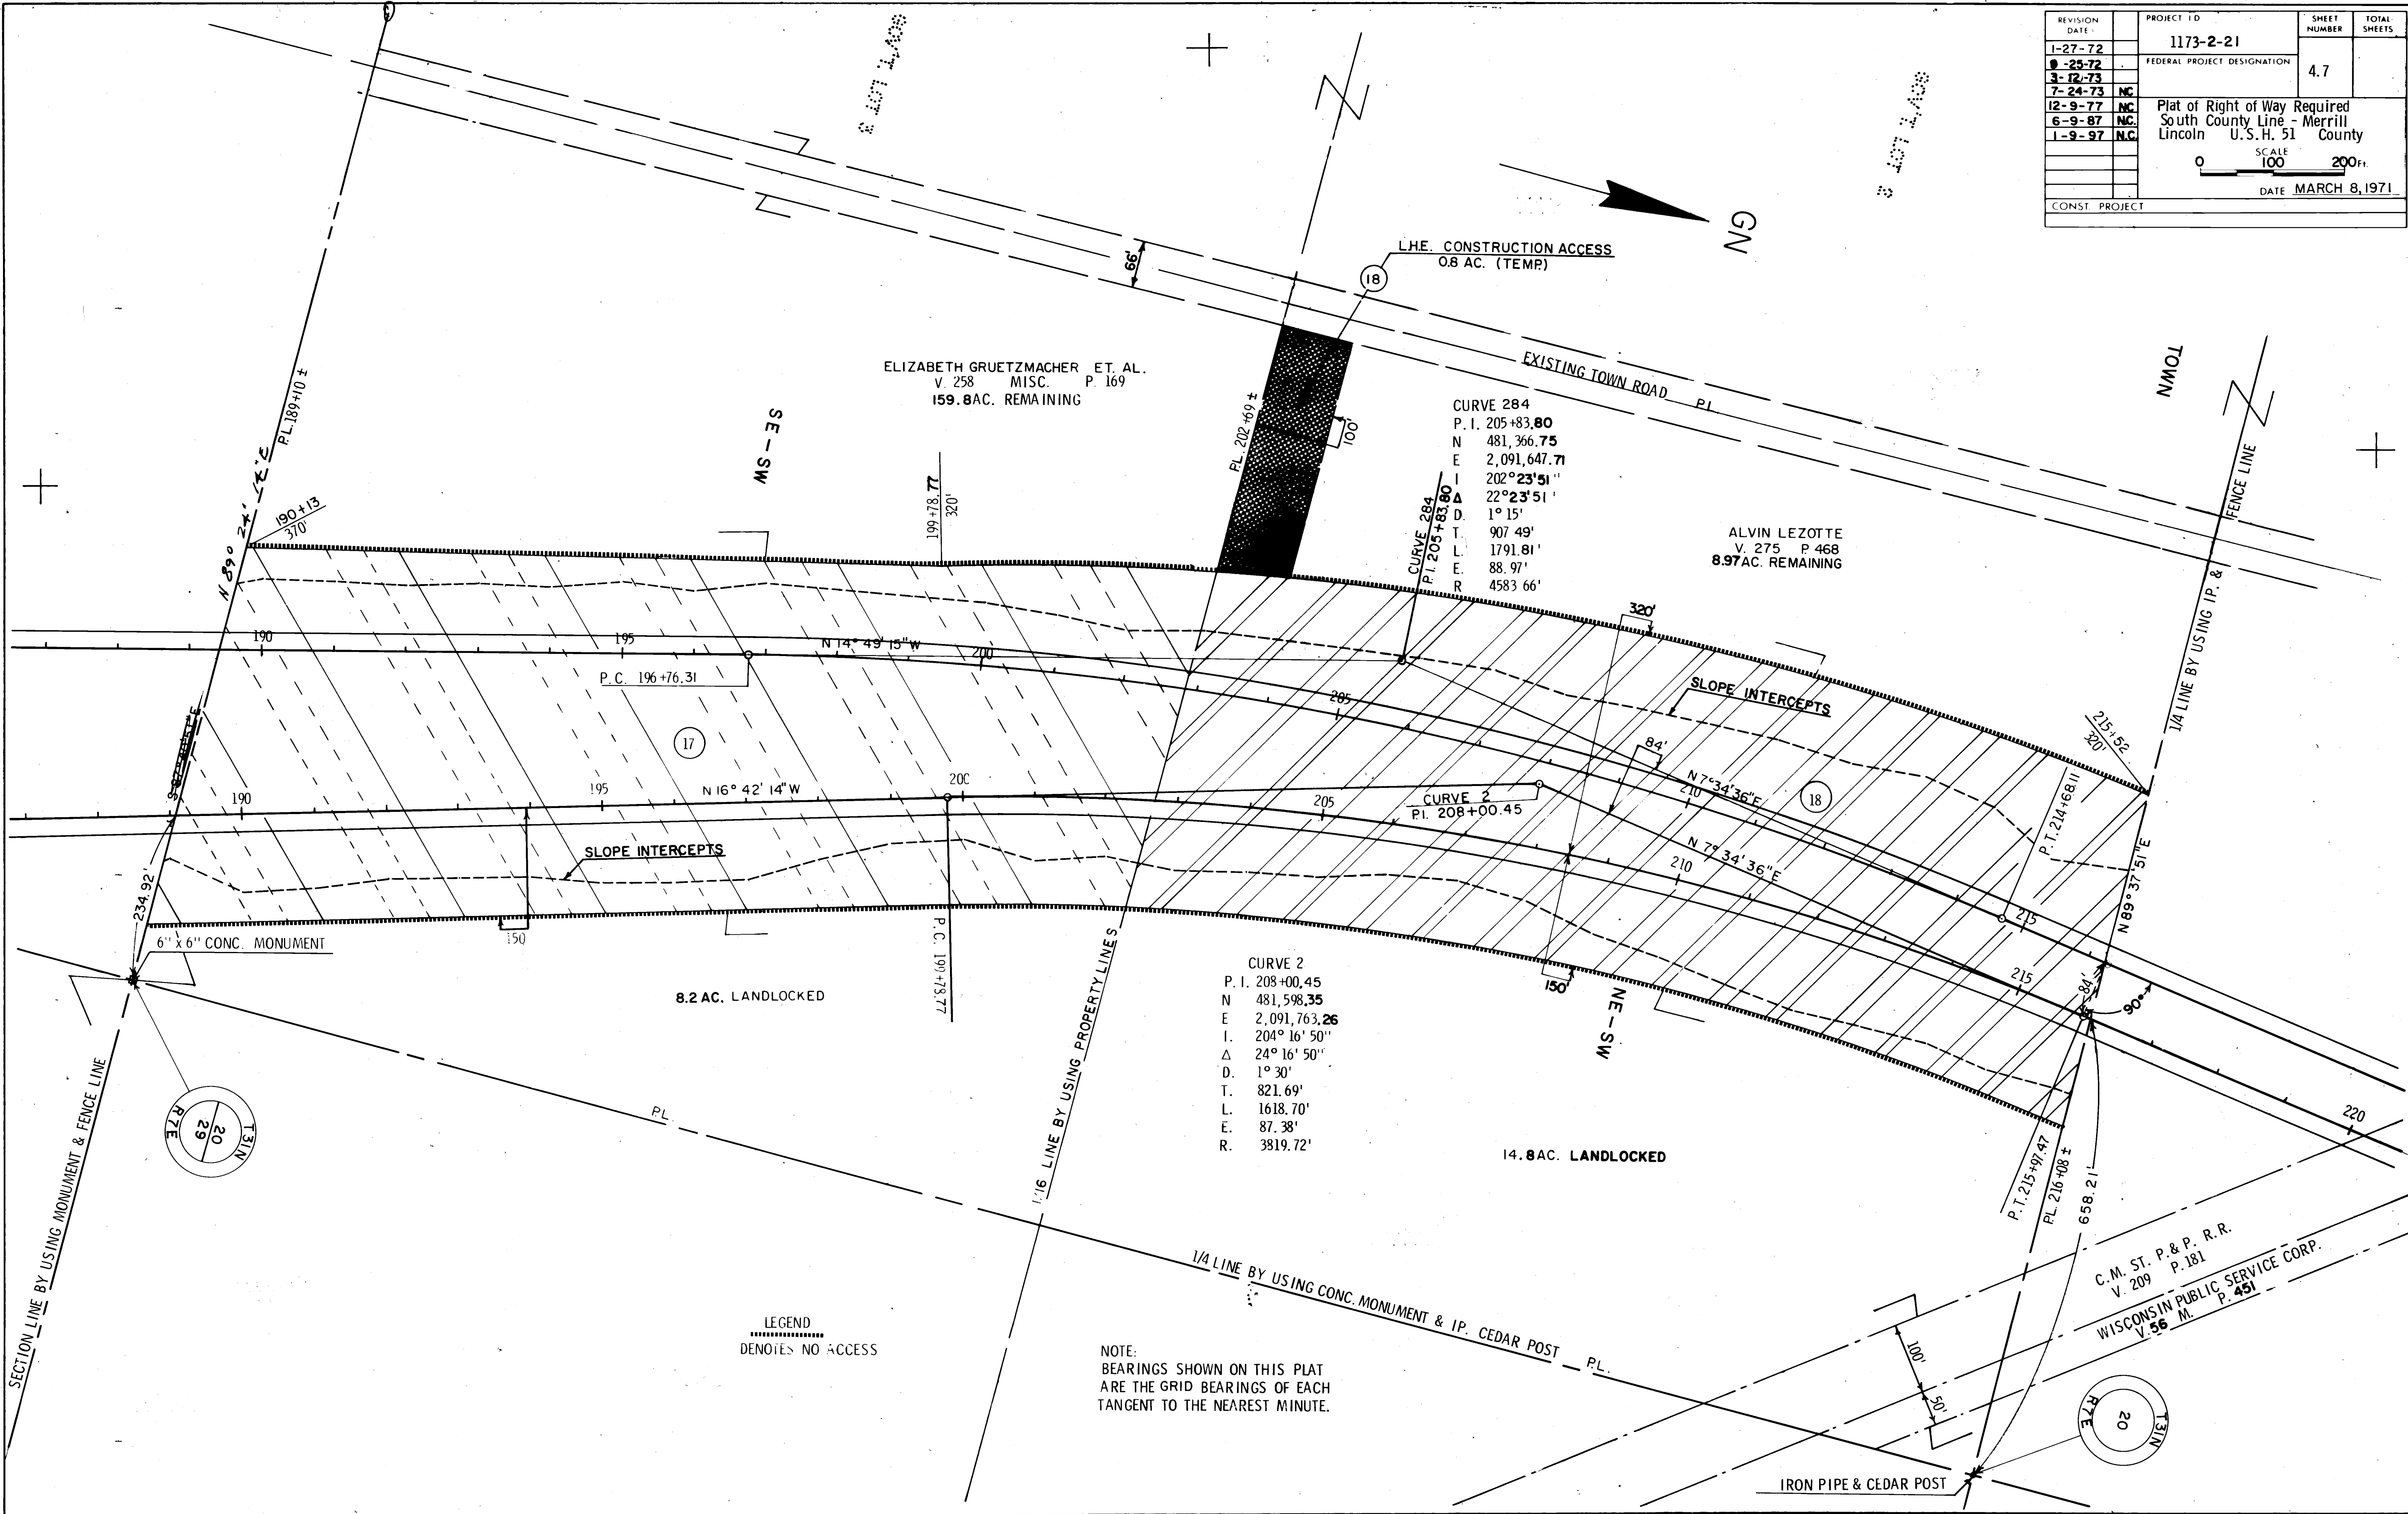 REVISION DATE
PROJECT ID
SHEET NUMBER
TOTAL SHEETS
1173-2-21
1-27-72
-25-72
FEDERAL PROJECT DESIGNATION
4.7
3-12-73
7-24-73 NC
12-9-77 NC
6-9-87 N.C.
1-9-97 N.C.
Plat of Right of Way Required
South County Line - Merrill
Lincoln U.S.H. 51 County
SCALE
0 100 200 Ft.
DATE MARCH 8, 1971
CONST. PROJECT
GOV'T LOT 3
GN
66'
L.H.E. CONSTRUCTION ACCESS
0.8 AC. (TEMP.)
18
EXISTING TOWN ROAD P.L.
TOWN
ELIZABETH GRUETZMACHER ET. AL.
V. 258 MISC. P. 169
159.8 AC. REMAINING
P.L. 189+10 ±
N 89° 24' 14" E
190+13
370'
SE-SW
199+78.77
320'
P.L. 202+69 ±
100'
CURVE 284
P.I. 205+83.80
N 481,366.75
E 2,091,647.71
I 202°23'51"
Δ 22°23'51'
D. 1°15'
T. 907 49'
L. 1791.81'
E. 88.97'
R 4583 66'
CURVE 284
P.I. 205+83.80
ALVIN LEZOTTE
V. 275 P 468
8.97 AC. REMAINING
1/4 LINE BY USING I.P. & FENCE LINE
320'
190
195
N 14° 49' 15" W
200
P.C. 196+76.31
205
SLOPE INTERCEPTS
84'
N 7° 34' 36" E
210
18
215+52
320'
P.T. 214+68.11
215
17
190
195
N 16° 42' 14" W
200
CURVE 2
P.I. 208+00.45
205
N 7° 34' 36" E
210
215
N 89° 37' 51" E
84'
90°
220
SLOPE INTERCEPTS
234.92'
6" x 6" CONC. MONUMENT
150
P.C. 199+78.77
8.2 AC. LANDLOCKED
150'
NE-SW
CURVE 2
P.I. 208+00.45
N 481,598.35
E 2,091,763.26
I. 204° 16' 50"
Δ 24° 16' 50"
D. 1° 30'
T. 821.69'
L. 1618.70'
E. 87.38'
R. 3819.72'
14.8 AC. LANDLOCKED
P.T. 215+97.47
P.L. 216+08 ±
658.21'
SECTION LINE BY USING MONUMENT & FENCE LINE
T31N
20
29
R7E
P.L.
1/16 LINE BY USING PROPERTY LINES
1/4 LINE BY USING CONC. MONUMENT & I.P. CEDAR POST P.L.
C.M. ST. P. & P. R.R.
V. 209 P. 181
WISCONSIN PUBLIC SERVICE CORP.
V. 56 M. P. 451
100'
50'
LEGEND
DENOTES NO ACCESS
NOTE:
BEARINGS SHOWN ON THIS PLAT
ARE THE GRID BEARINGS OF EACH
TANGENT TO THE NEAREST MINUTE.
T31N
20
R7E
IRON PIPE & CEDAR POST